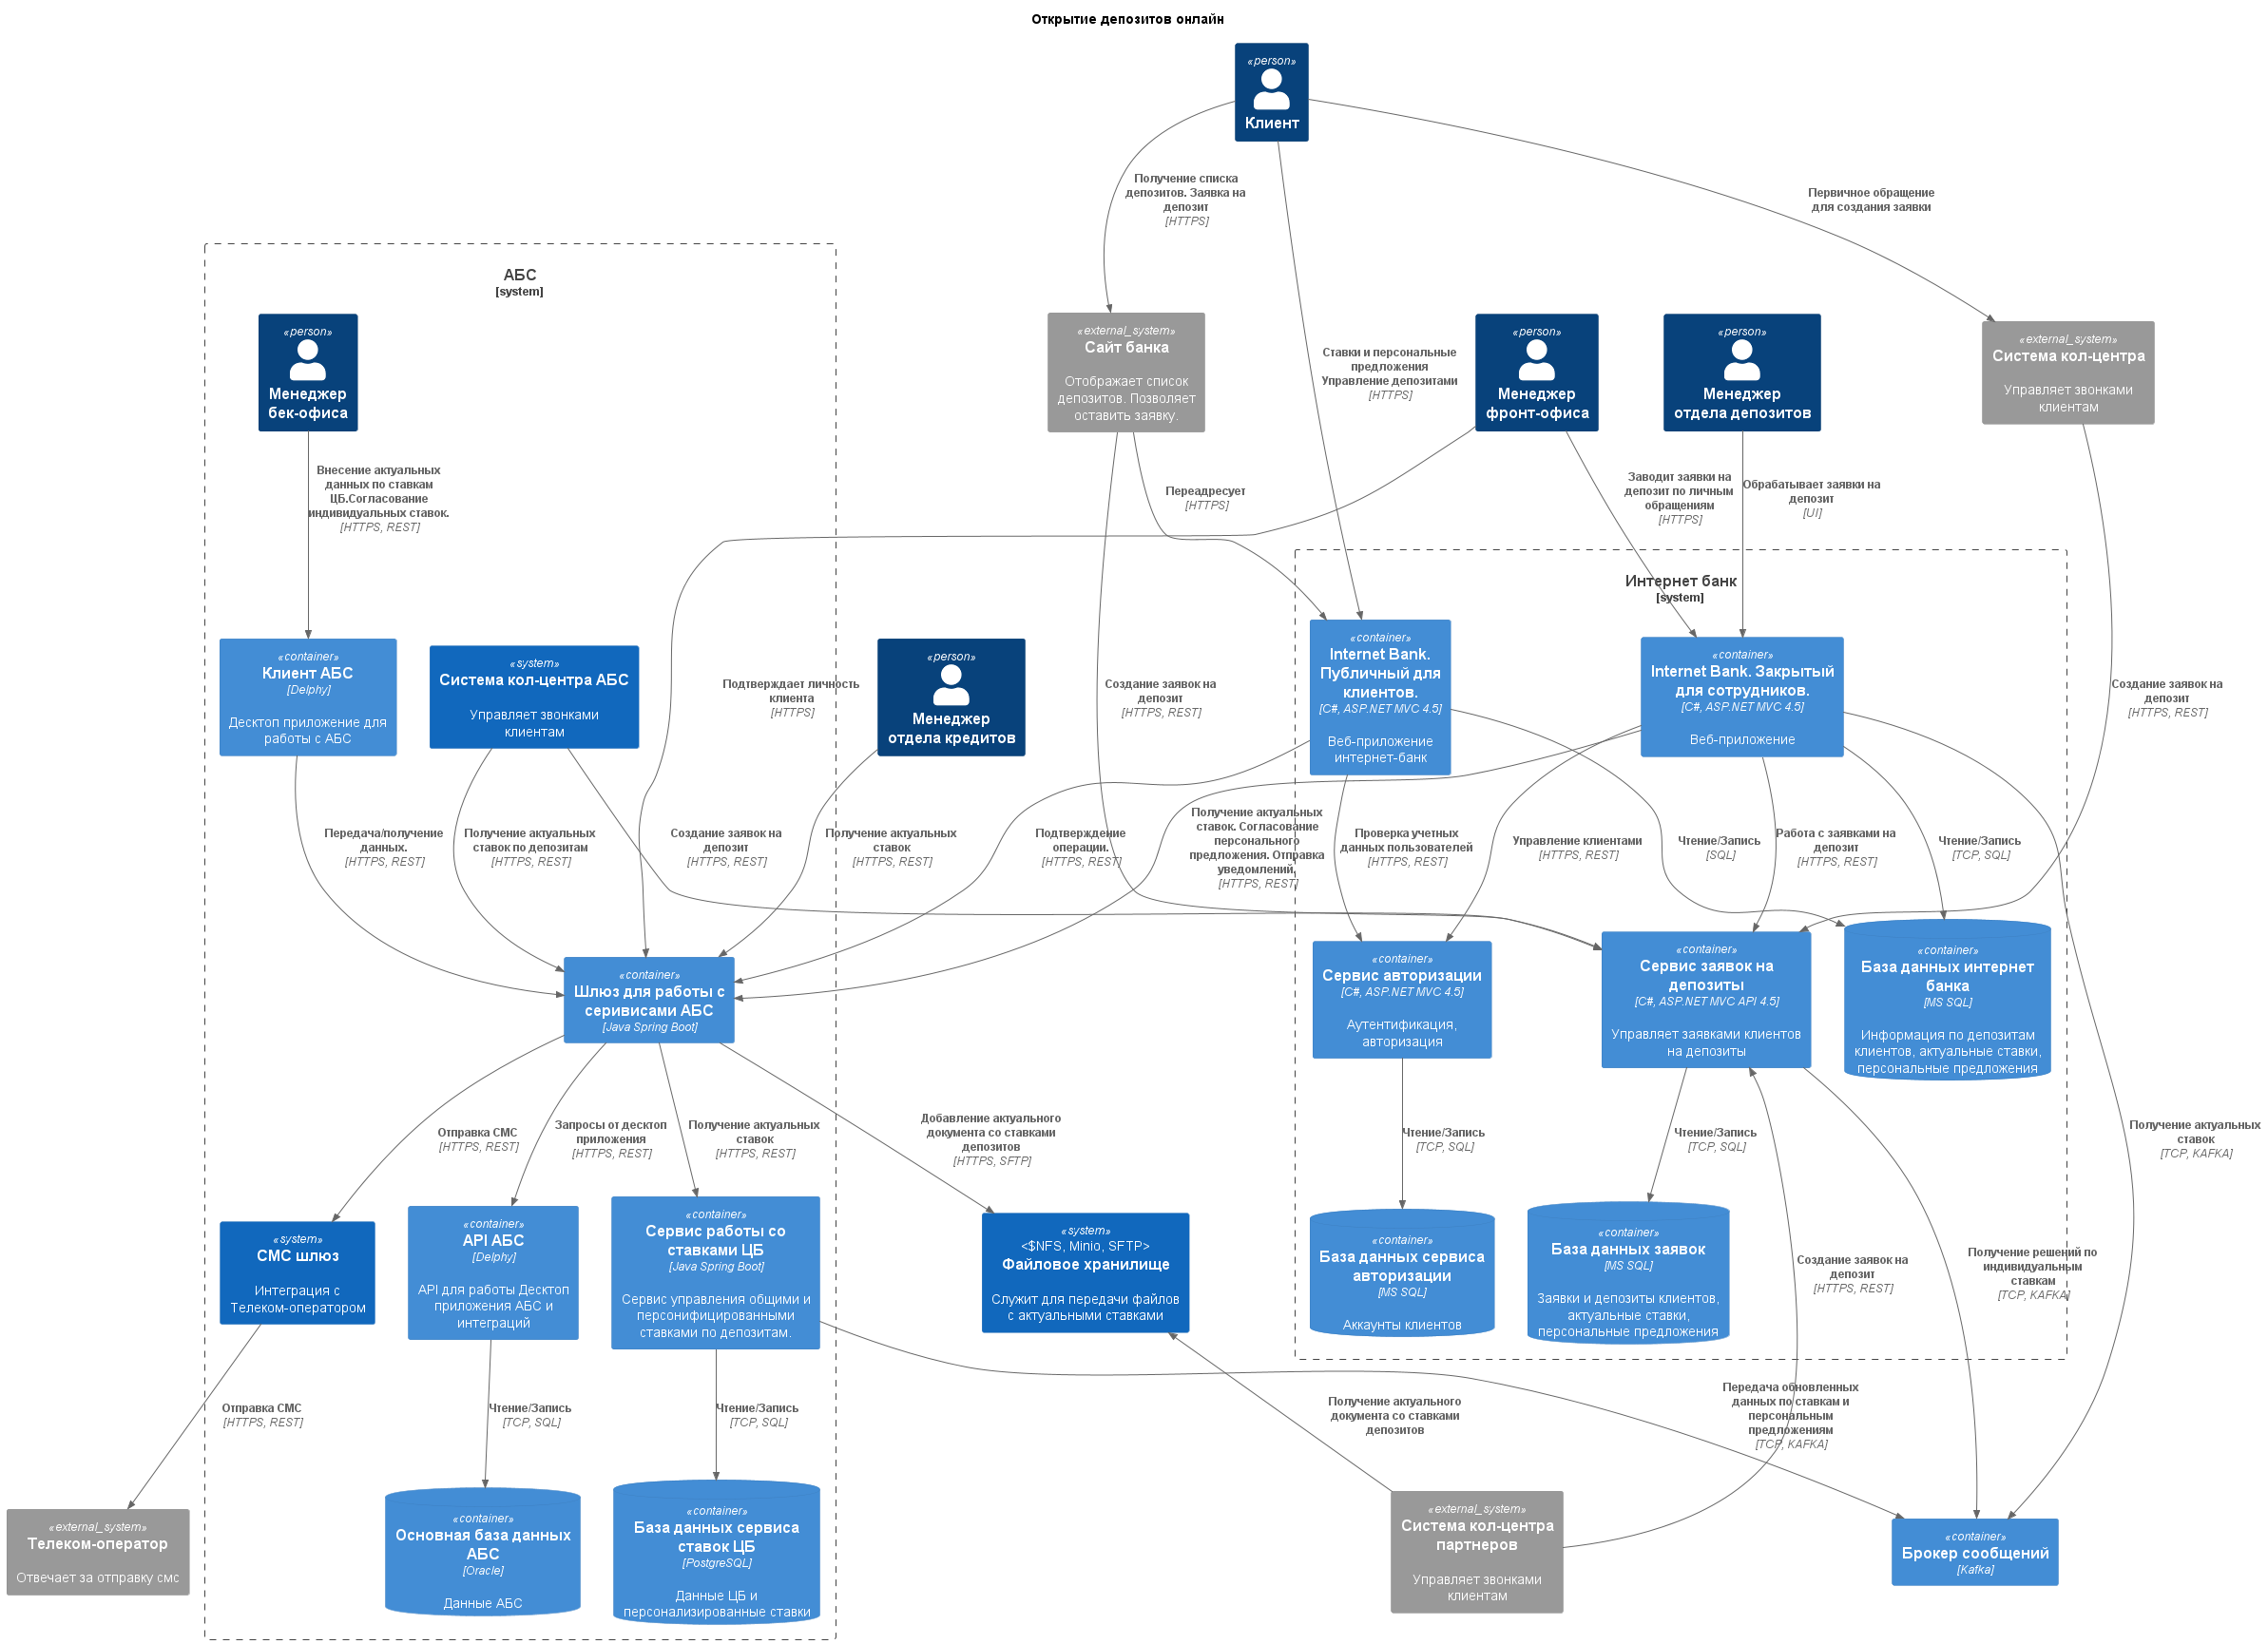 Открытие депозитов онлайн
«person»
Клиент
Получение списка
депозитов. Заявка на
депозит
[HTTPS]
Первичное обращение
для создания заявки
АБС
[system]
«person»
Менеджер
бек-офиса
«external_system»
Сайт банка
Отображает список
депозитов. Позволяет
оставить заявку.
Ставки и персональные
предложения
Управление депозитами
[HTTPS]
«person»
Менеджер
фронт-офиса
«person»
Менеджер
отдела депозитов
«external_system»
Система кол-центра
Управляет звонками
клиентам
Внесение актуальных
данных по ставкам
ЦБ.Согласование
индивидуальных ставок.
[HTTPS, REST]
Переадресует
[HTTPS]
Заводит заявки на
депозит по личным
обращениям
[HTTPS]
Обрабатывает заявки на
депозит
[UI]
Интернет банк
[system]
«container»
Клиент АБС
[Delphy]
Десктоп приложение для
работы с АБС
«system»
Система кол-центра АБС
Управляет звонками
клиентам
Подтверждает личность
клиента
[HTTPS]
«person»
Менеджер
отдела кредитов
Создание заявок на
депозит
[HTTPS, REST]
«container»
Internet Bank.
Публичный для
клиентов.
[C#, ASP.NET MVC 4.5]
Веб-приложение
интернет-банк
«container»
Internet Bank. Закрытый
для сотрудников.
[C#, ASP.NET MVC 4.5]
Веб-приложение
Создание заявок на
депозит
[HTTPS, REST]
Передача/получение
данных.
[HTTPS, REST]
Получение актуальных
ставок по депозитам
[HTTPS, REST]
Создание заявок на
депозит
[HTTPS, REST]
Получение актуальных
ставок
[HTTPS, REST]
Подтверждение
операции.
[HTTPS, REST]
Получение актуальных
ставок. Согласование
персонального
предложения. Отправка
уведомлений.
[HTTPS, REST]
Проверка учетных
данных пользователей
[HTTPS, REST]
Управление клиентами
[HTTPS, REST]
Чтение/Запись
[SQL]
Работа с заявками на
депозит
[HTTPS, REST]
Чтение/Запись
[TCP, SQL]
«container»
Шлюз для работы с
серивисами АБС
[Java Spring Boot]
«container»
Сервис авторизации
[C#, ASP.NET MVC 4.5]
Аутентификация,
авторизация
«container»
Сервис заявок на
депозиты
[C#, ASP.NET MVC API 4.5]
Управляет заявками клиентов
на депозиты
«container»
База данных интернет
банка
[MS SQL]
Информация по депозитам
клиентов, актуальные ставки,
персональные предложения
Отправка СМС
[HTTPS, REST]
Запросы от десктоп
приложения
[HTTPS, REST]
Получение актуальных
ставок
[HTTPS, REST]
Добавление актуального
документа со ставками
депозитов
[HTTPS, SFTP]
Чтение/Запись
[TCP, SQL]
Чтение/Запись
[TCP, SQL]
Получение актуальных
ставок
[TCP, KAFKA]
«system»
СМС шлюз
Интеграция с
Телеком-оператором
«container»
API АБС
[Delphy]
API для работы Десктоп
приложения АБС и
интеграций
«container»
Сервис работы со
ставками ЦБ
[Java Spring Boot]
Сервис управления общими и
персонифицированными
ставками по депозитам.
«system»
<$NFS, Minio, SFTP>
Файловое хранилище
Служит для передачи файлов
с актуальными ставками
«container»
База данных сервиса
авторизации
[MS SQL]
Аккаунты клиентов
«container»
База данных заявок
[MS SQL]
Заявки и депозиты клиентов,
актуальные ставки,
персональные предложения
Создание заявок на
депозит
[HTTPS, REST]
Получение решений по
индивидуальным
ставкам
[TCP, KAFKA]
Отправка СМС
[HTTPS, REST]
Чтение/Запись
[TCP, SQL]
Чтение/Запись
[TCP, SQL]
Получение актуального
документа со ставками
депозитов
Передача обновленных
данных по ставкам и
персональным
предложениям
[TCP, KAFKA]
«external_system»
Телеком-оператор
Отвечает за отправку смс
«container»
Основная база данных
АБС
[Oracle]
Данные АБС
«container»
База данных сервиса
ставок ЦБ
[PostgreSQL]
Данные ЦБ и
персонализированные ставки
«external_system»
Система кол-центра
партнеров
Управляет звонками
клиентам
«container»
Брокер сообщений
[Kafka]